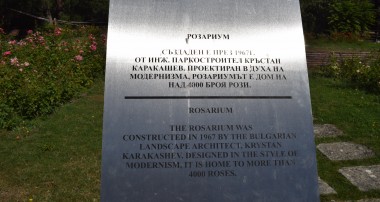 РОЗАРИУМ
СЪЗДАДЕН Е ПРЕЗ 1967Г.
ОТ ИНЖ. ПАРКОСТРОИТЕЛ КРЪСТАН
КАРАКАШЕВ. ПРОЕКТИРАН В ДУХА НА
МОДЕРНИЗМА, РОЗАРИУМЪТ Е ДОМ НА
НАД 4000 БРОЯ РОЗИ.
ROSARIUM
THE ROSARIUM WAS
CONSTRUCTED IN 1967 BY THE BULGARIAN
LANDSCAPE ARCHITECT, KRYSTAN
KARAKASHEV. DESIGNED IN THE STYLE OF
MODERNISM, IT IS HOME TO MORE THAN
4000 ROSES.